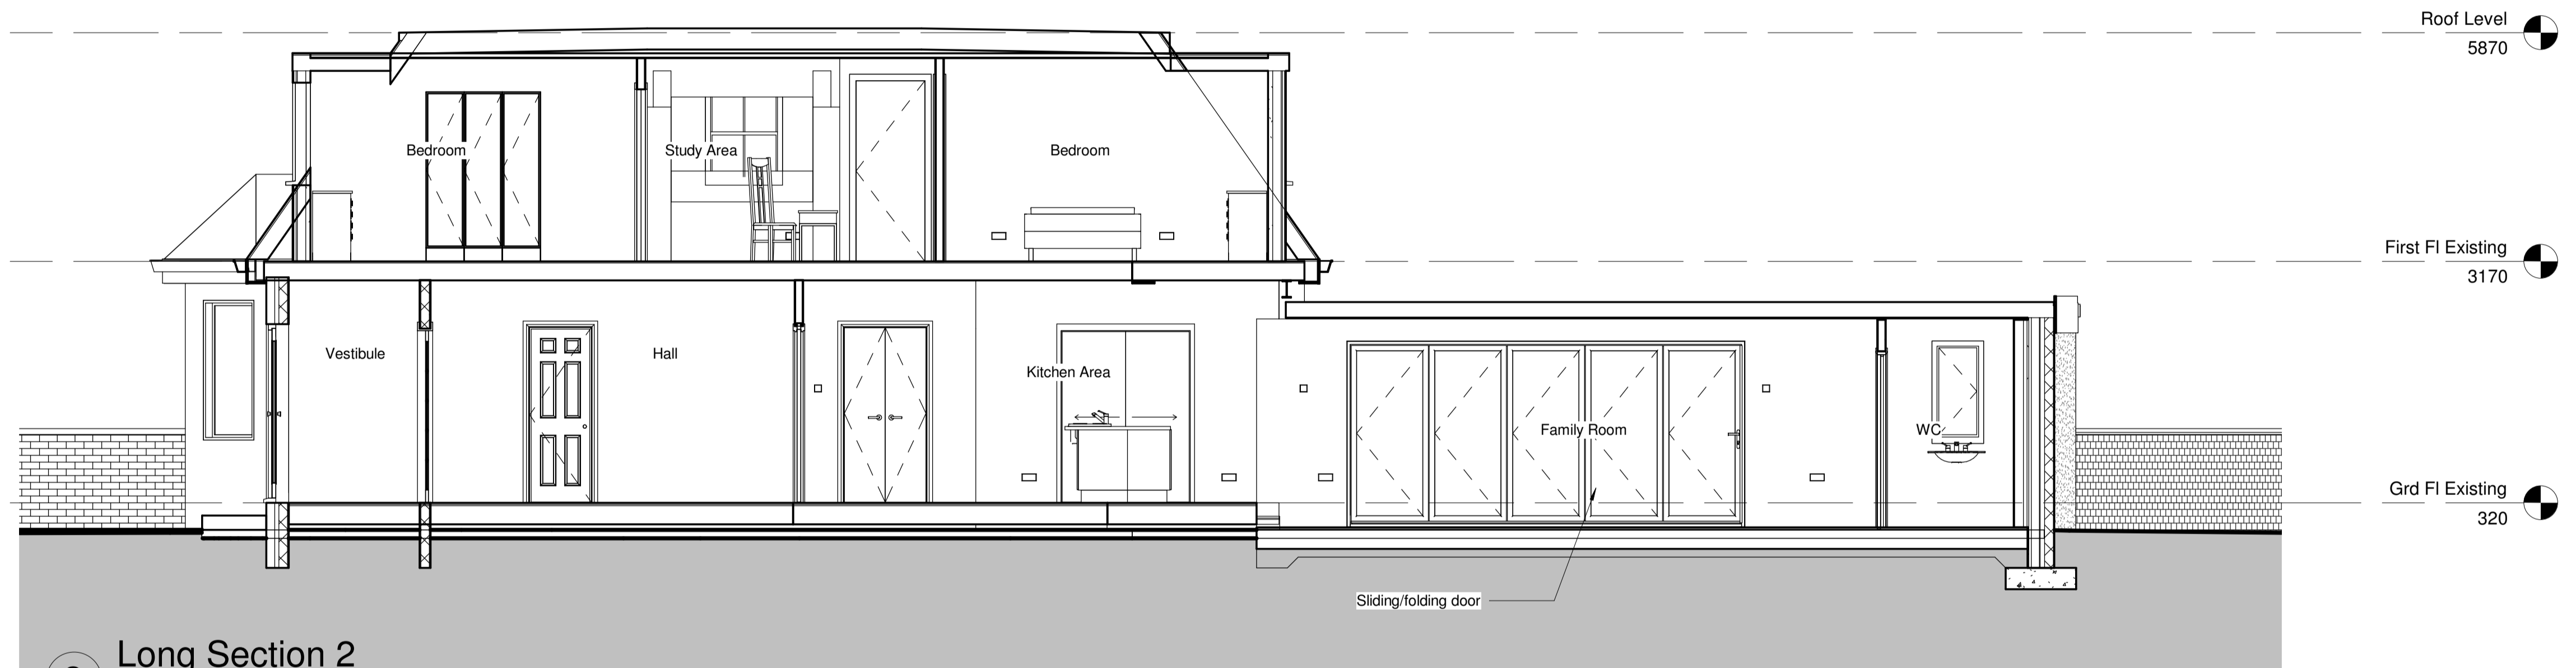 Roof Level
5870
Bedroom
Study Area
Bedroom
First Fl Existing
3170
Vestibule
Hall
Kitchen Area
Family Room
WC
Grd Fl Existing
320
Sliding/folding door
Long Section 2